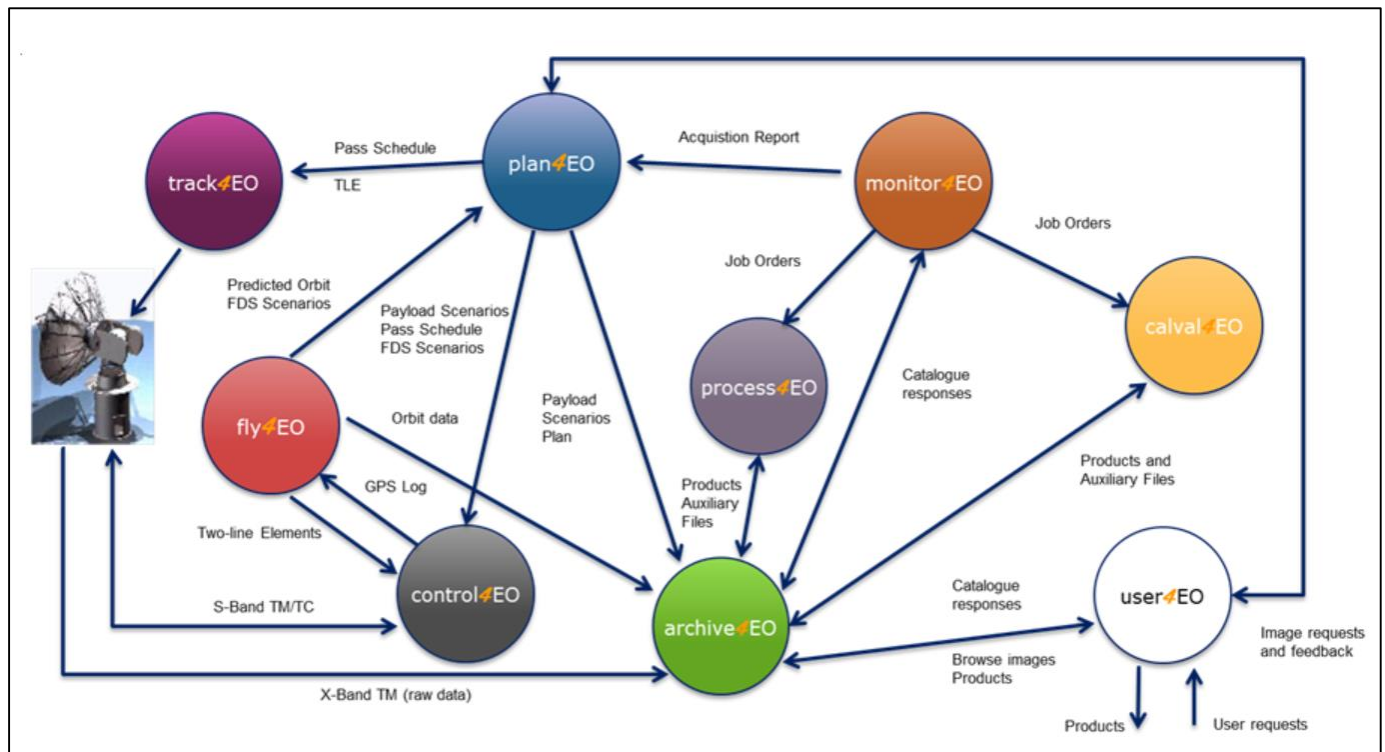 plan4EO
track4EO
Pass Schedule
TLE
Acquistion Report
monitor4EO
Job Orders
Job Orders
calval4EO
Predicted Orbit
FDS Scenarios
Payload Scenarios
Pass Schedule
FDS Scenarios
process4EO
Catalogue
responses
fly4EO
Orbit data
Payload
Scenarios
Plan
GPS Log
Products
Auxiliary
Files
Products and
Auxiliary Files
Two-line Elements
control4EO
S-Band TM/TC
archive4EO
Catalogue
responses
user4EO
Image requests
and feedback
Browse images
Products
X-Band TM (raw data)
Products
User requests